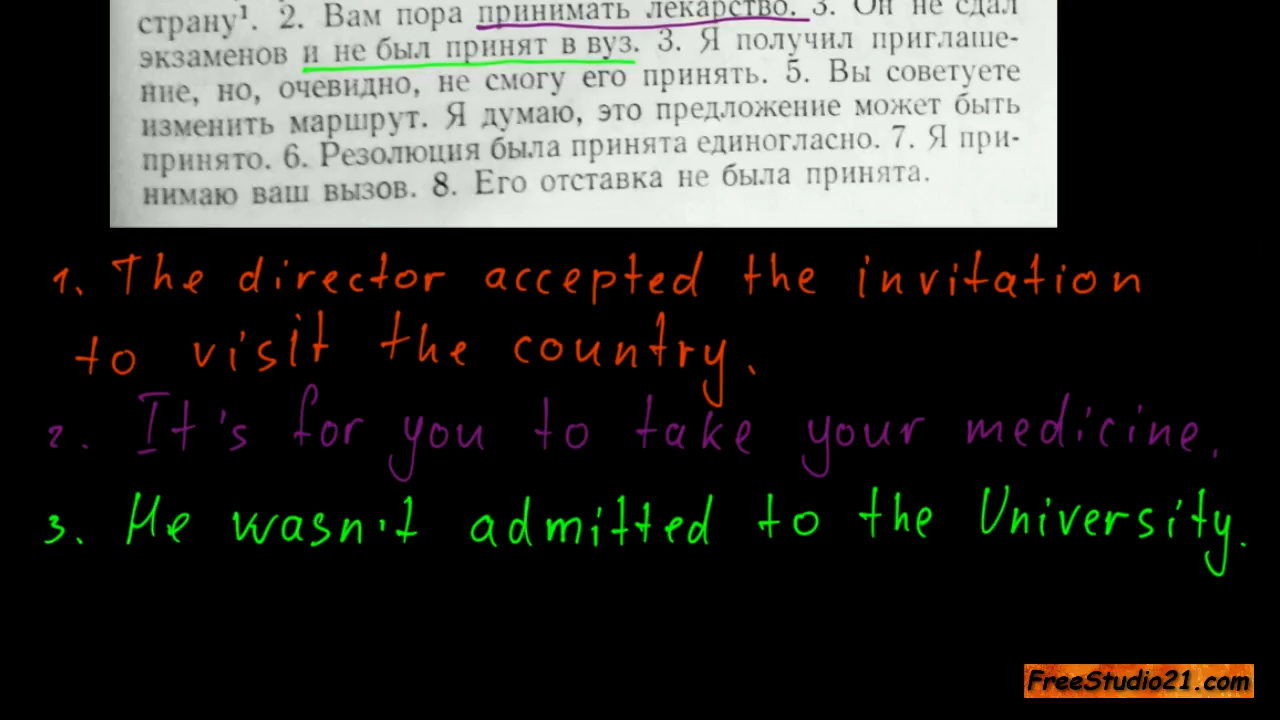 страну¹. 2. Вам пора принимать лекарство. 3. Он не сдал
экзаменов и не был принят в вуз. 3. Я получил приглаше-
ние, но, очевидно, не смогу его принять. 5. Вы советуете
изменить маршрут. Я думаю, это предложение может быть
принято. 6. Резолюция была принята единогласно. 7. Я при-
нимаю ваш вызов. 8. Его отставка не была принята.
1. The director accepted the invitation
to visit the country.
2. It's for you to take your medicine.
3. He wasn't admitted to the University.
FreeStudio21.com